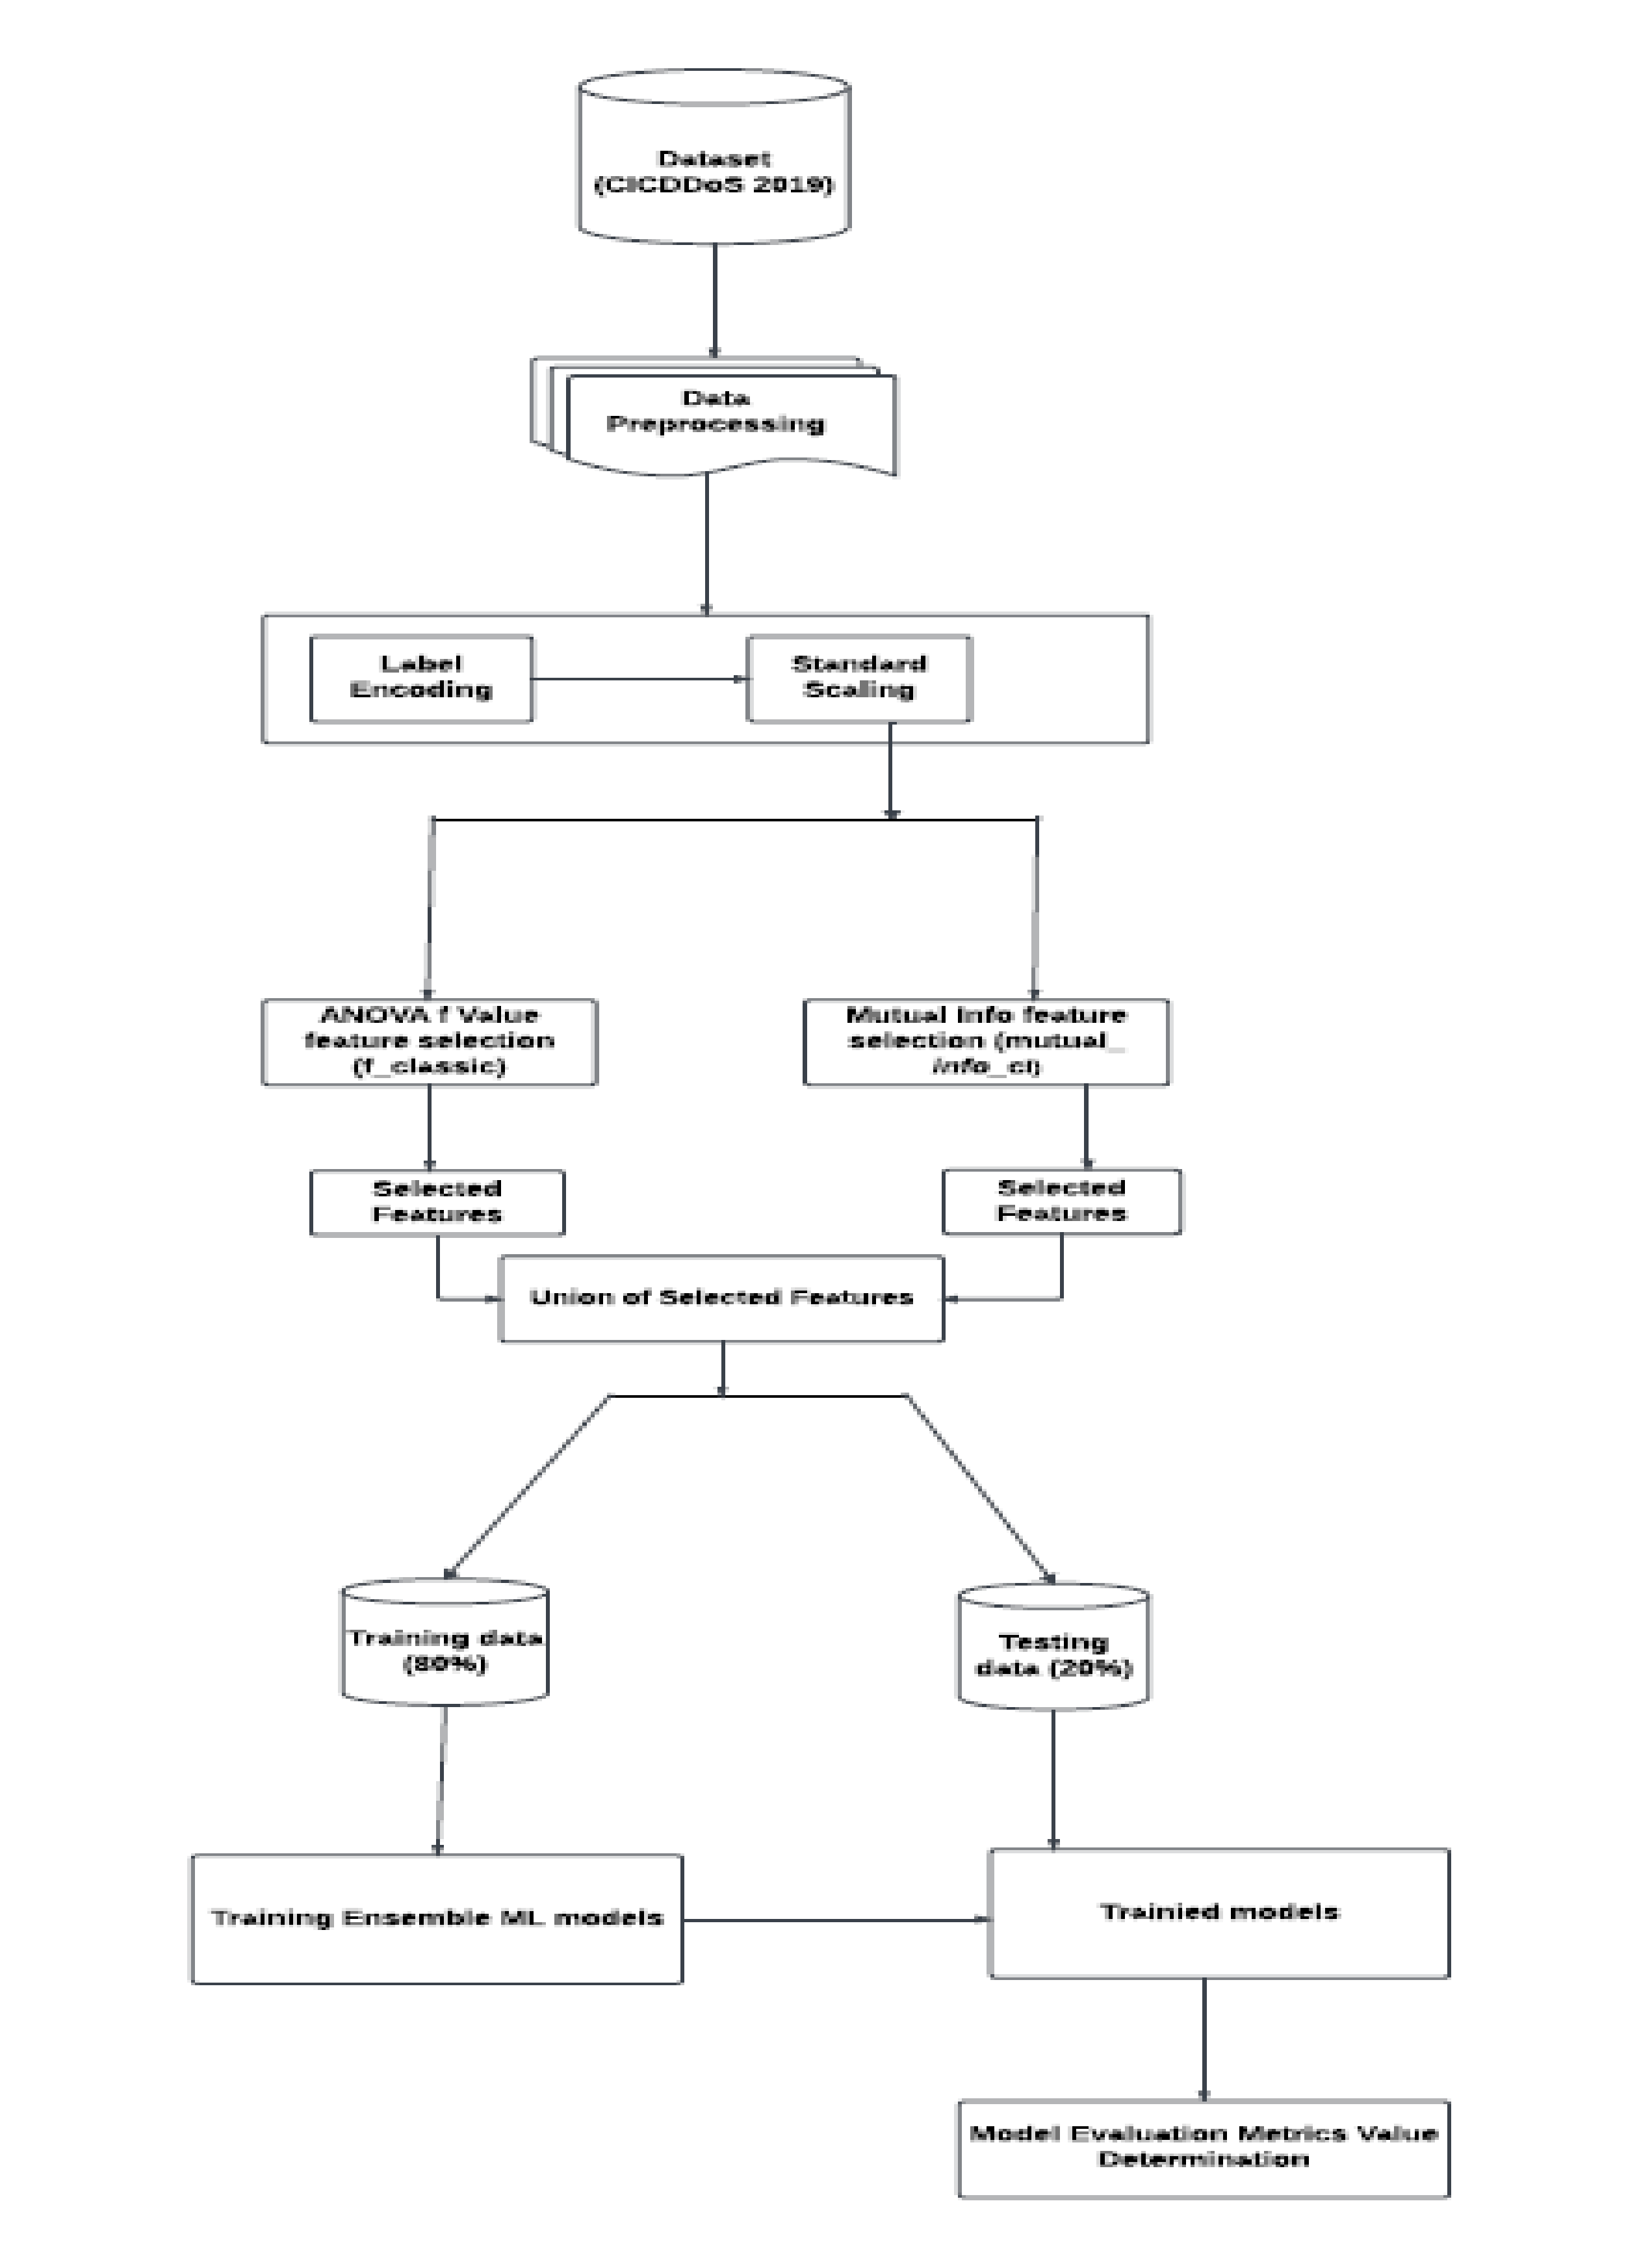 Dataset
(CICDDoS 2019)
Data
Preprocessing
Label
Encoding
Standard
Scaling
ANOVA f Value
feature selection
(f_classic)
Mutual info feature
selection (mutual_
info_cl)
Selected
Features
Selected
Features
Union of Selected Features
Training data
(80%)
Testing
data (20%)
Training Ensemble ML models
Trainied models
Model Evaluation Metrics Value
Determination